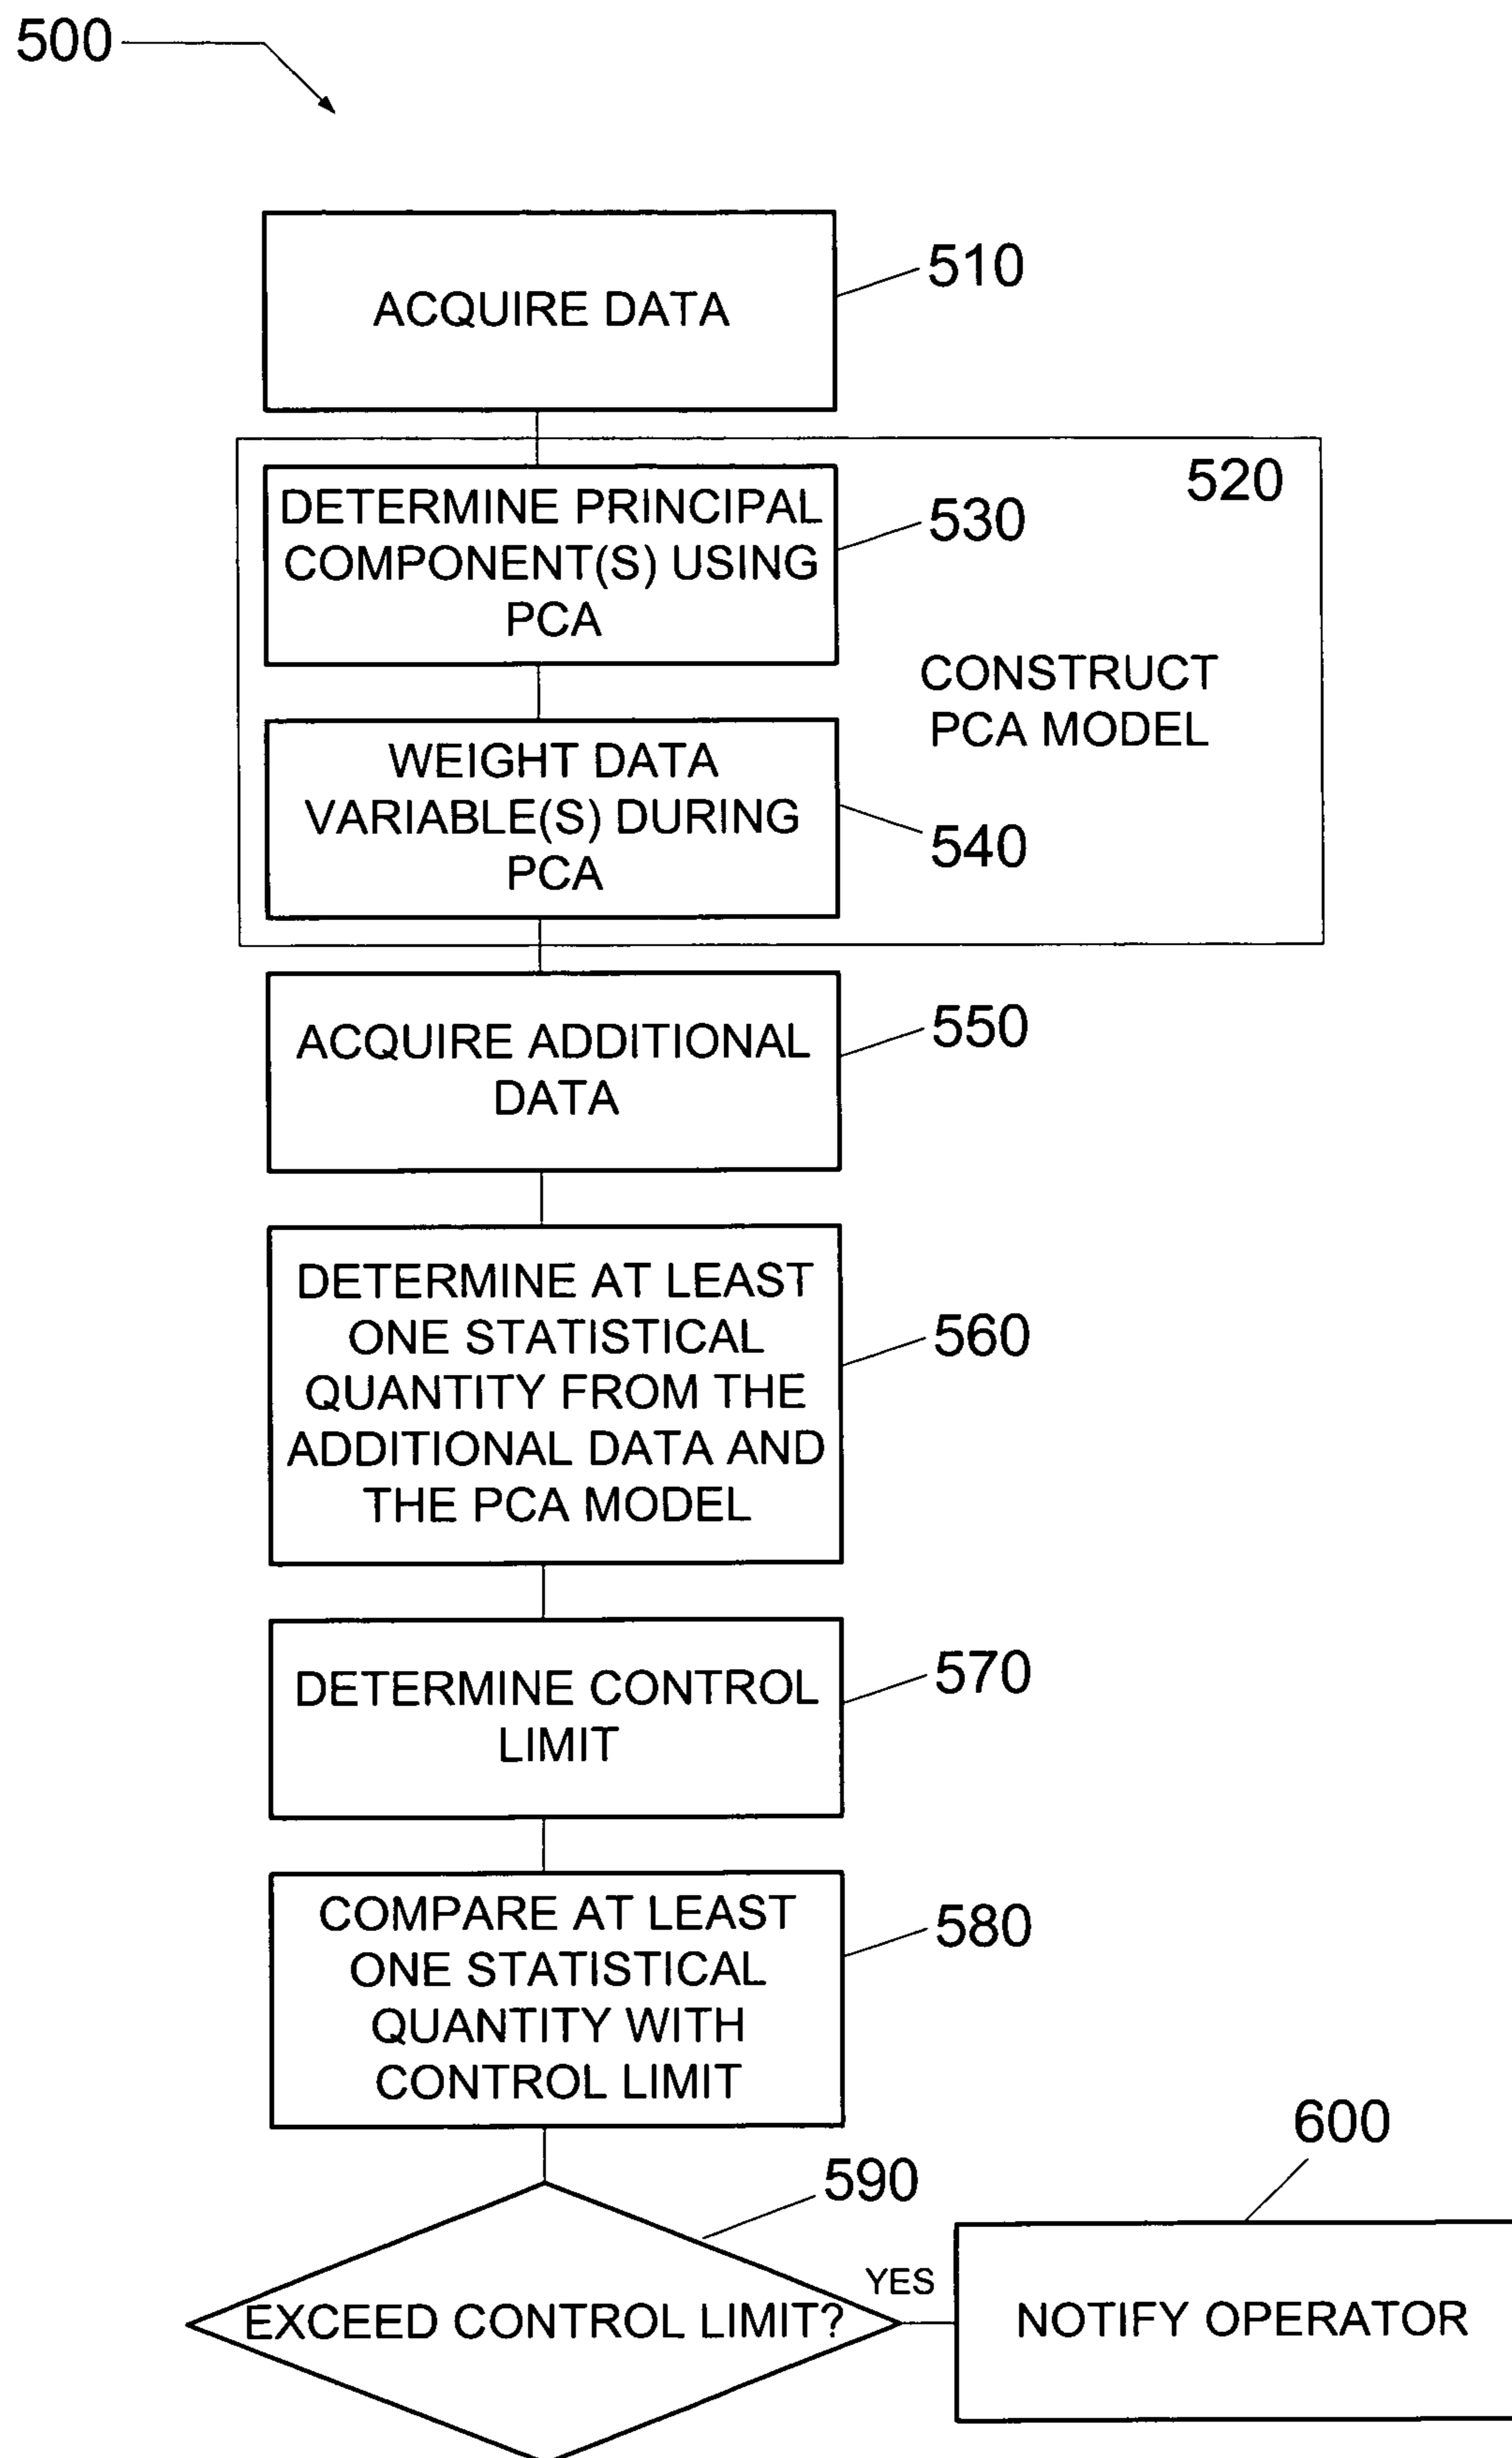 500
ACQUIRE DATA
510
520
DETERMINE PRINCIPAL
COMPONENT(S) USING
PCA
530
CONSTRUCT
PCA MODEL
WEIGHT DATA
VARIABLE(S) DURING
PCA
540
ACQUIRE ADDITIONAL
DATA
550
DETERMINE AT LEAST
ONE STATISTICAL
QUANTITY FROM THE
ADDITIONAL DATA AND
THE PCA MODEL
560
DETERMINE CONTROL
LIMIT
570
COMPARE AT LEAST
ONE STATISTICAL
QUANTITY WITH
CONTROL LIMIT
580
590
EXCEED CONTROL LIMIT?
YES
600
NOTIFY OPERATOR